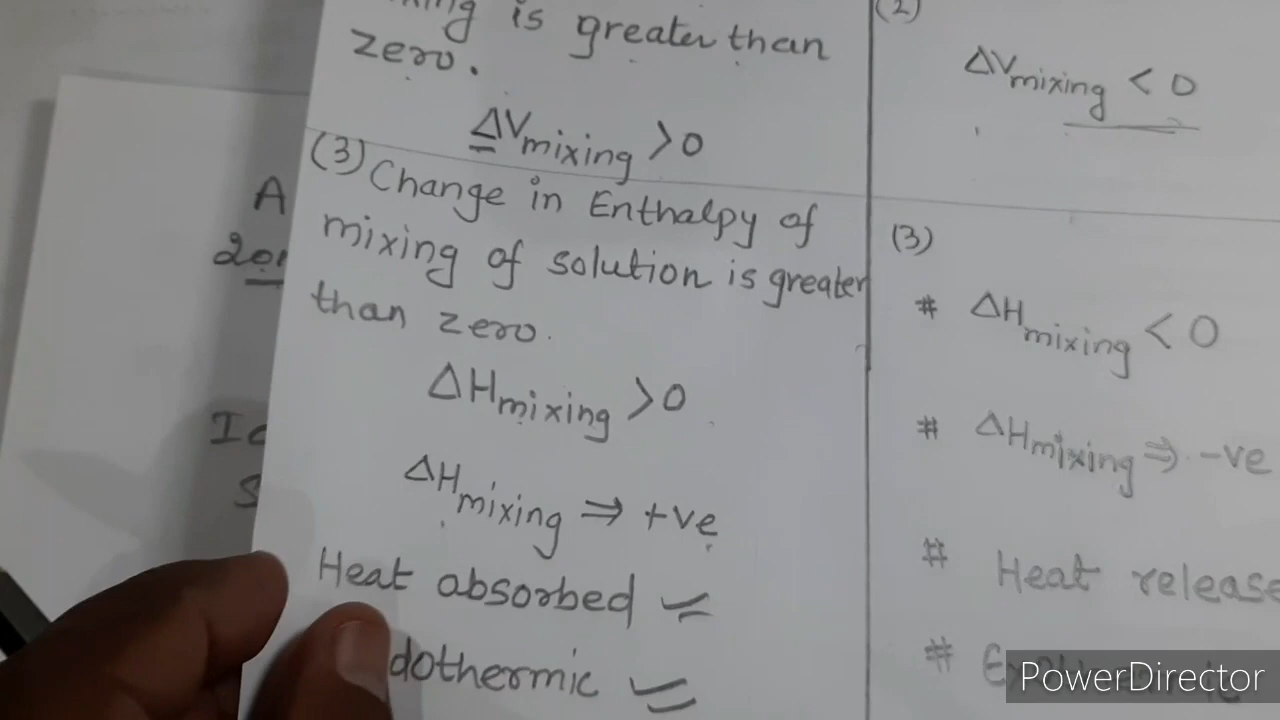 is greater than
zero.
ΔVmixing >0
(3) Change in Enthalpy of
mixing of solution is greater
than zero.
ΔHmixing >0
ΔHmixing ⇒ +ve
Heat absorbed
dothermic
(2)
ΔVmixing < 0
(3)
# ΔHmixing < 0
# ΔHmixing ⇒ -ve
# Heat release
#
A
PowerDirector